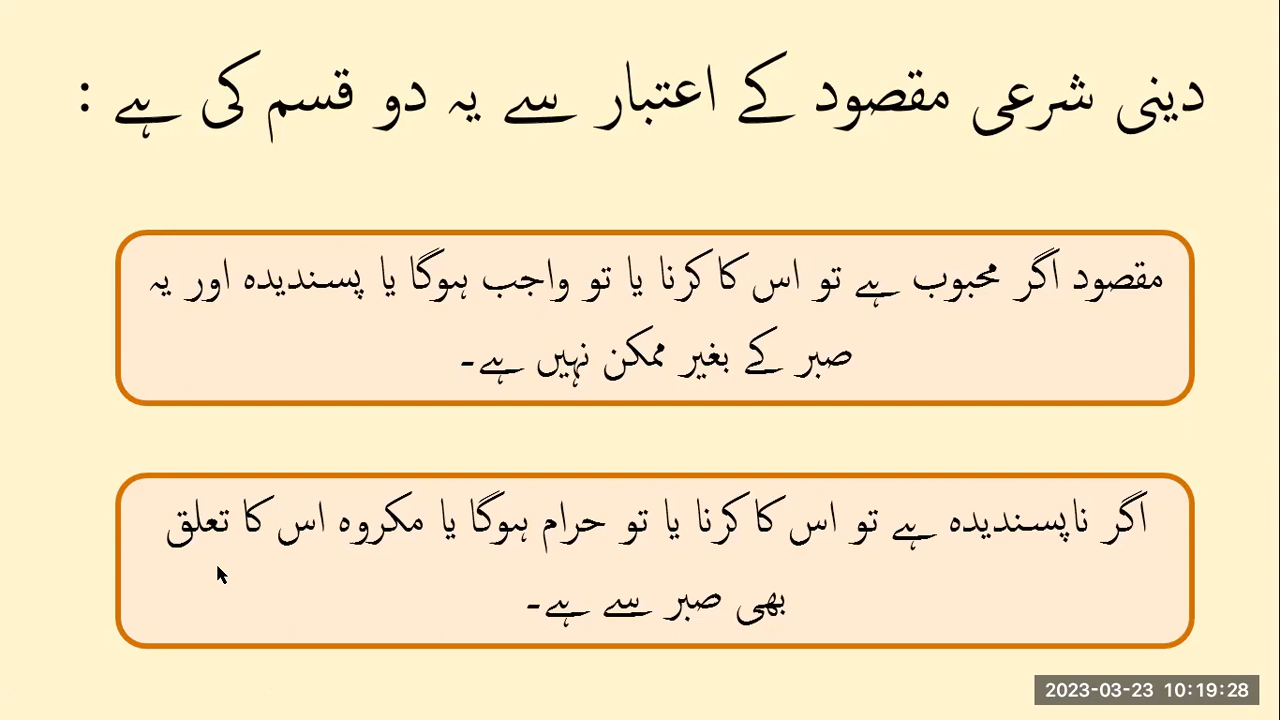 دینی شرعی مقصود کے اعتبار سے یہ دو قسم کی ہے :
مقصود اگر محبوب ہے تو اس کا کرنا یا تو واجب ہوگا یا پسندیدہ اور یہ
صبر کے بغیر ممکن نہیں ہے۔
اگر ناپسندیدہ ہے تو اس کا کرنا یا تو حرام ہوگا یا مکروہ اس کا تعلق
بھی صبر سے ہے۔
2023-03-23 10:19:28